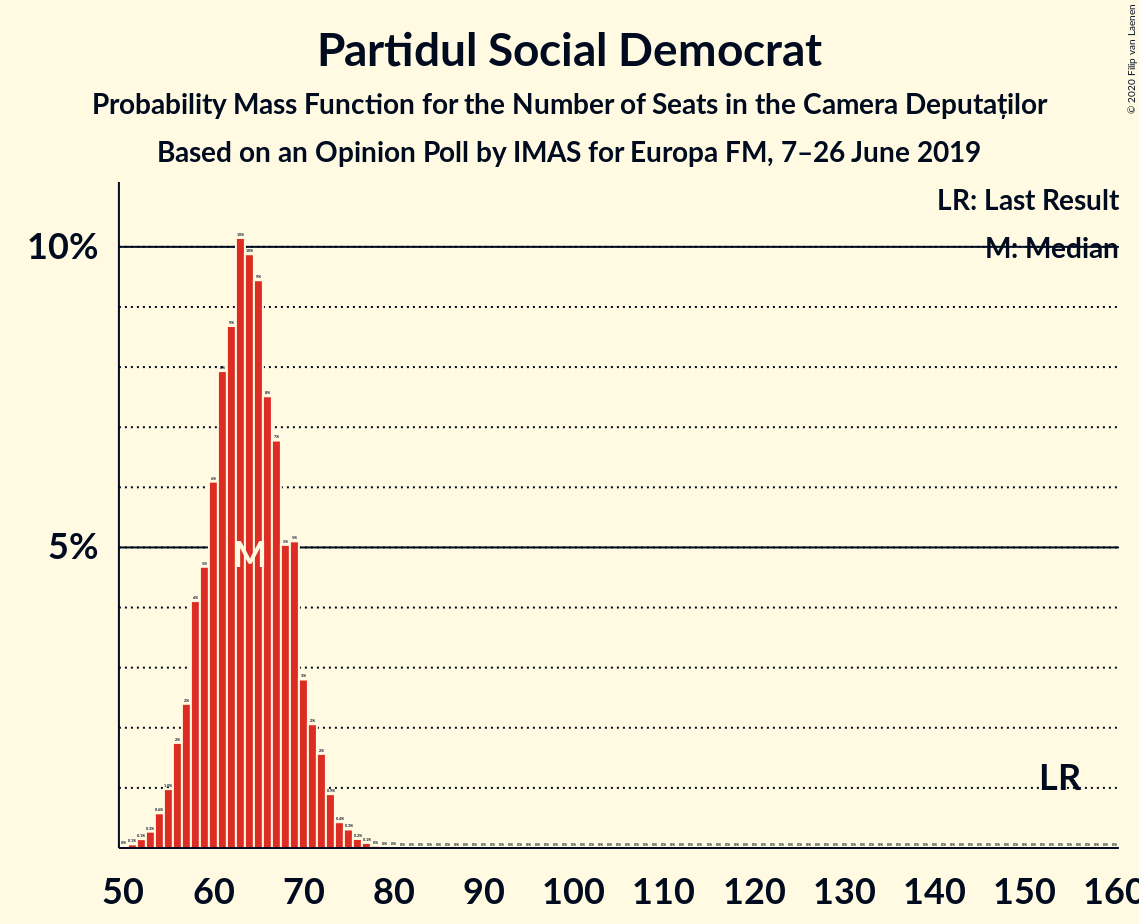 Partidul Social Democrat
Probability Mass Function for the Number of Seats in the Camera Deputaților
Based on an Opinion Poll by IMAS for Europa FM, 7–26 June 2019
© 2020 Filip van Laenen
LR: Last Result
M: Median
10%
5%
M
LR
50 60 70 80 90 100 110 120 130 140 150 160